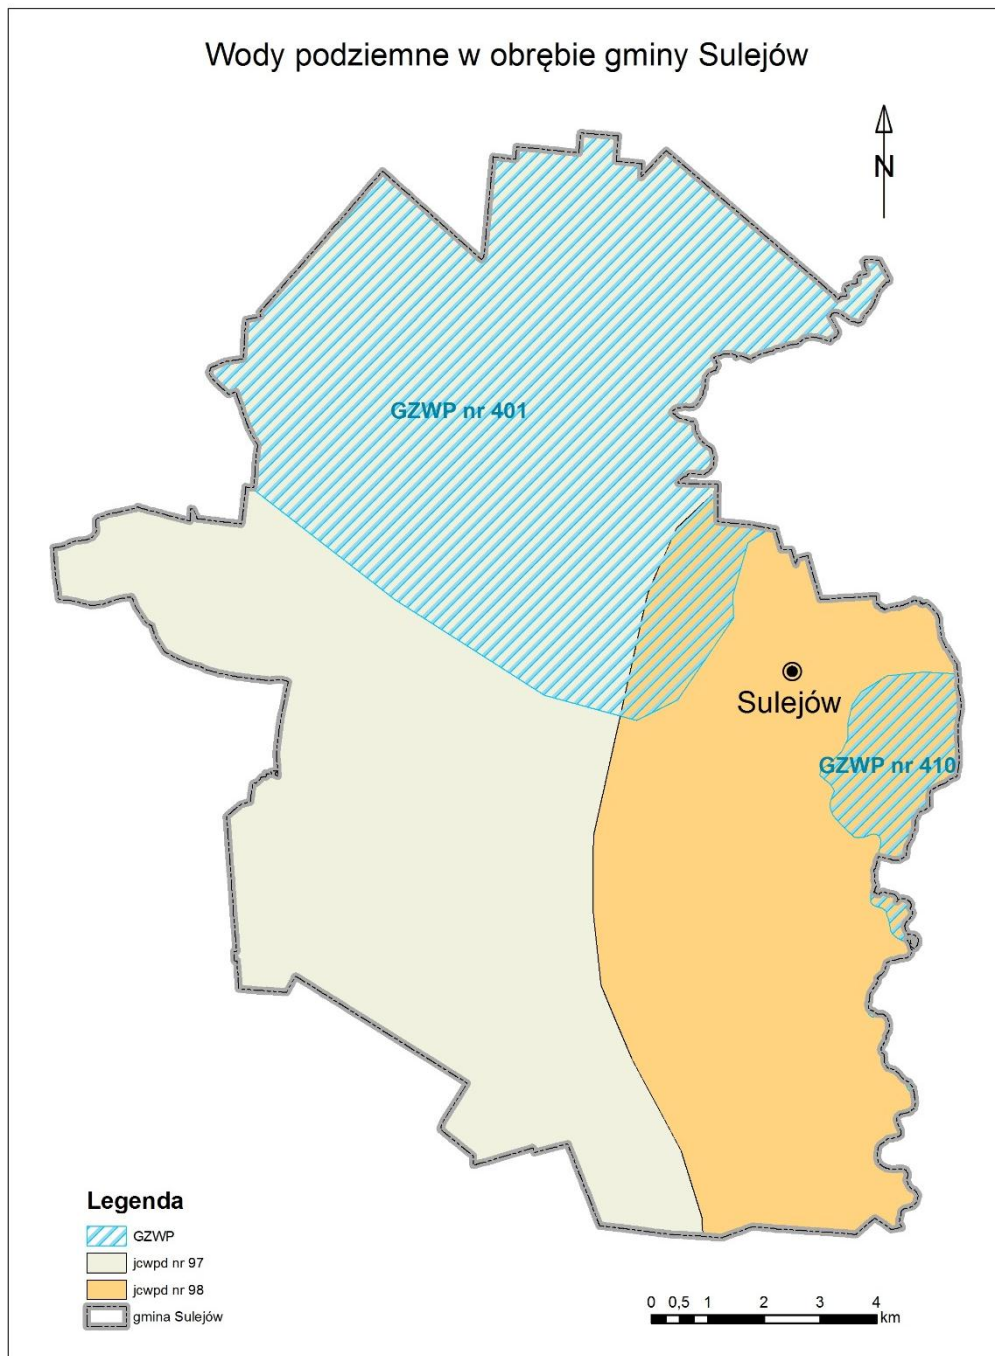 Wody podziemne w obrębie gminy Sulejów
N
GZWP nr 401
Sulejów
GZWP nr 410
Legenda
GZWP
jcwpd nr 97
jcwpd nr 98
gmina Sulejów
0 0,5 1 2 3 4
km